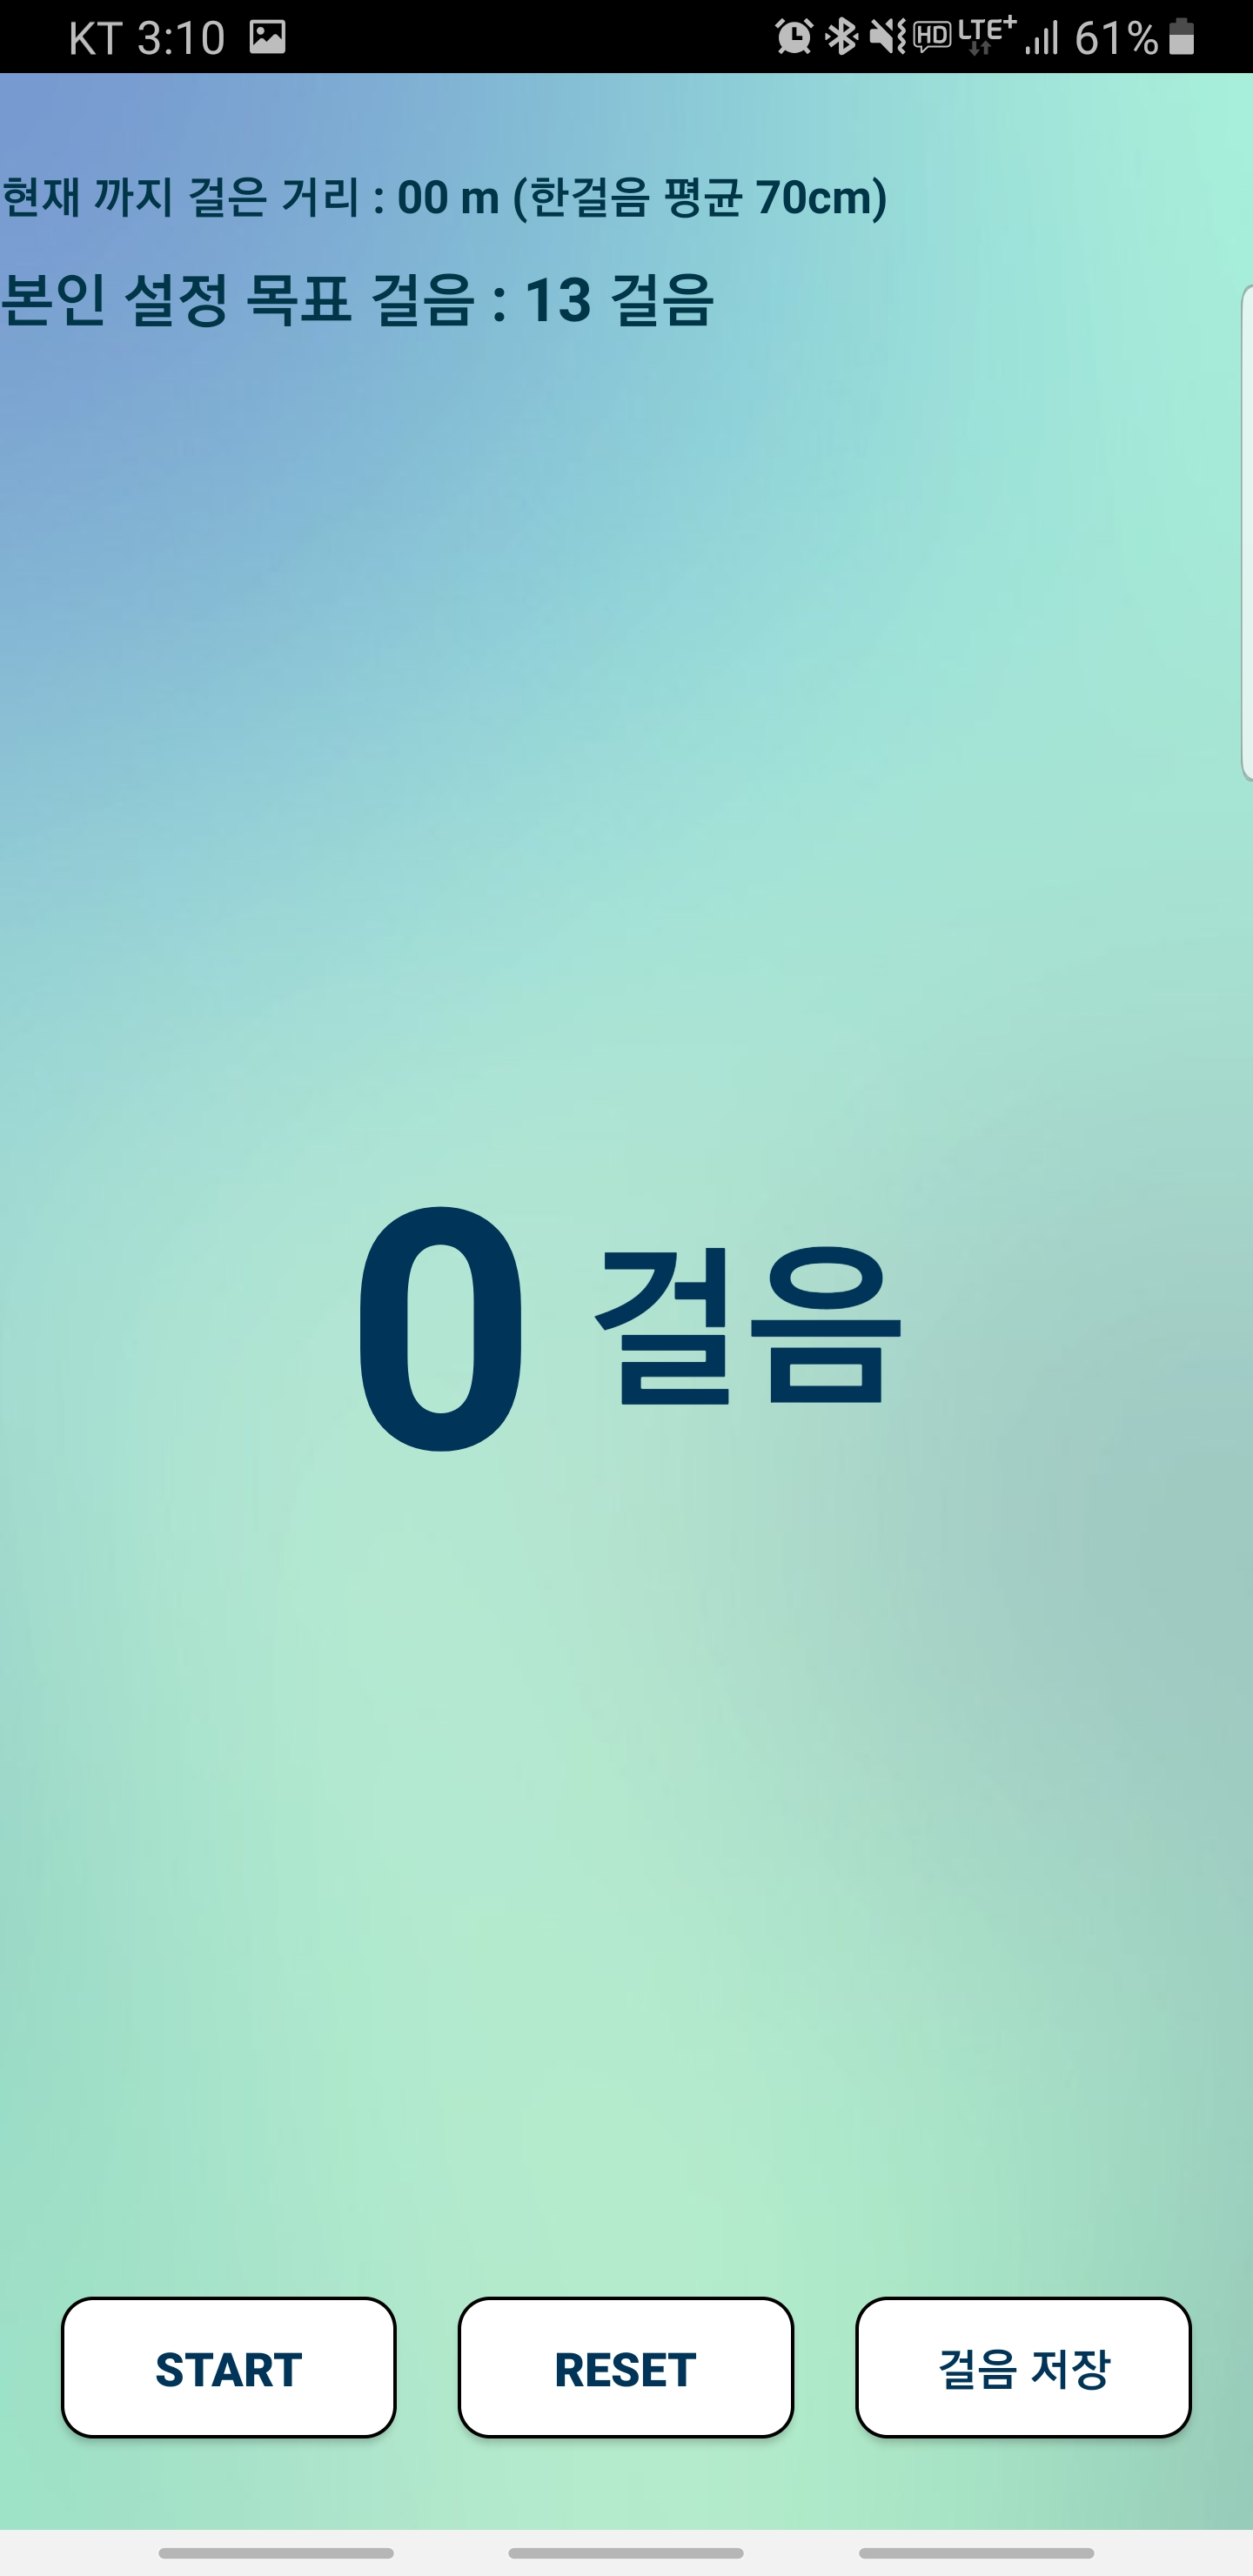 KT 3:10 HD LTE+ 61%
현재 까지 걸은 거리 : 00 m (한걸음 평균 70cm)
본인 설정 목표 걸음 : 13 걸음
0 걸음
START RESET 걸음 저장